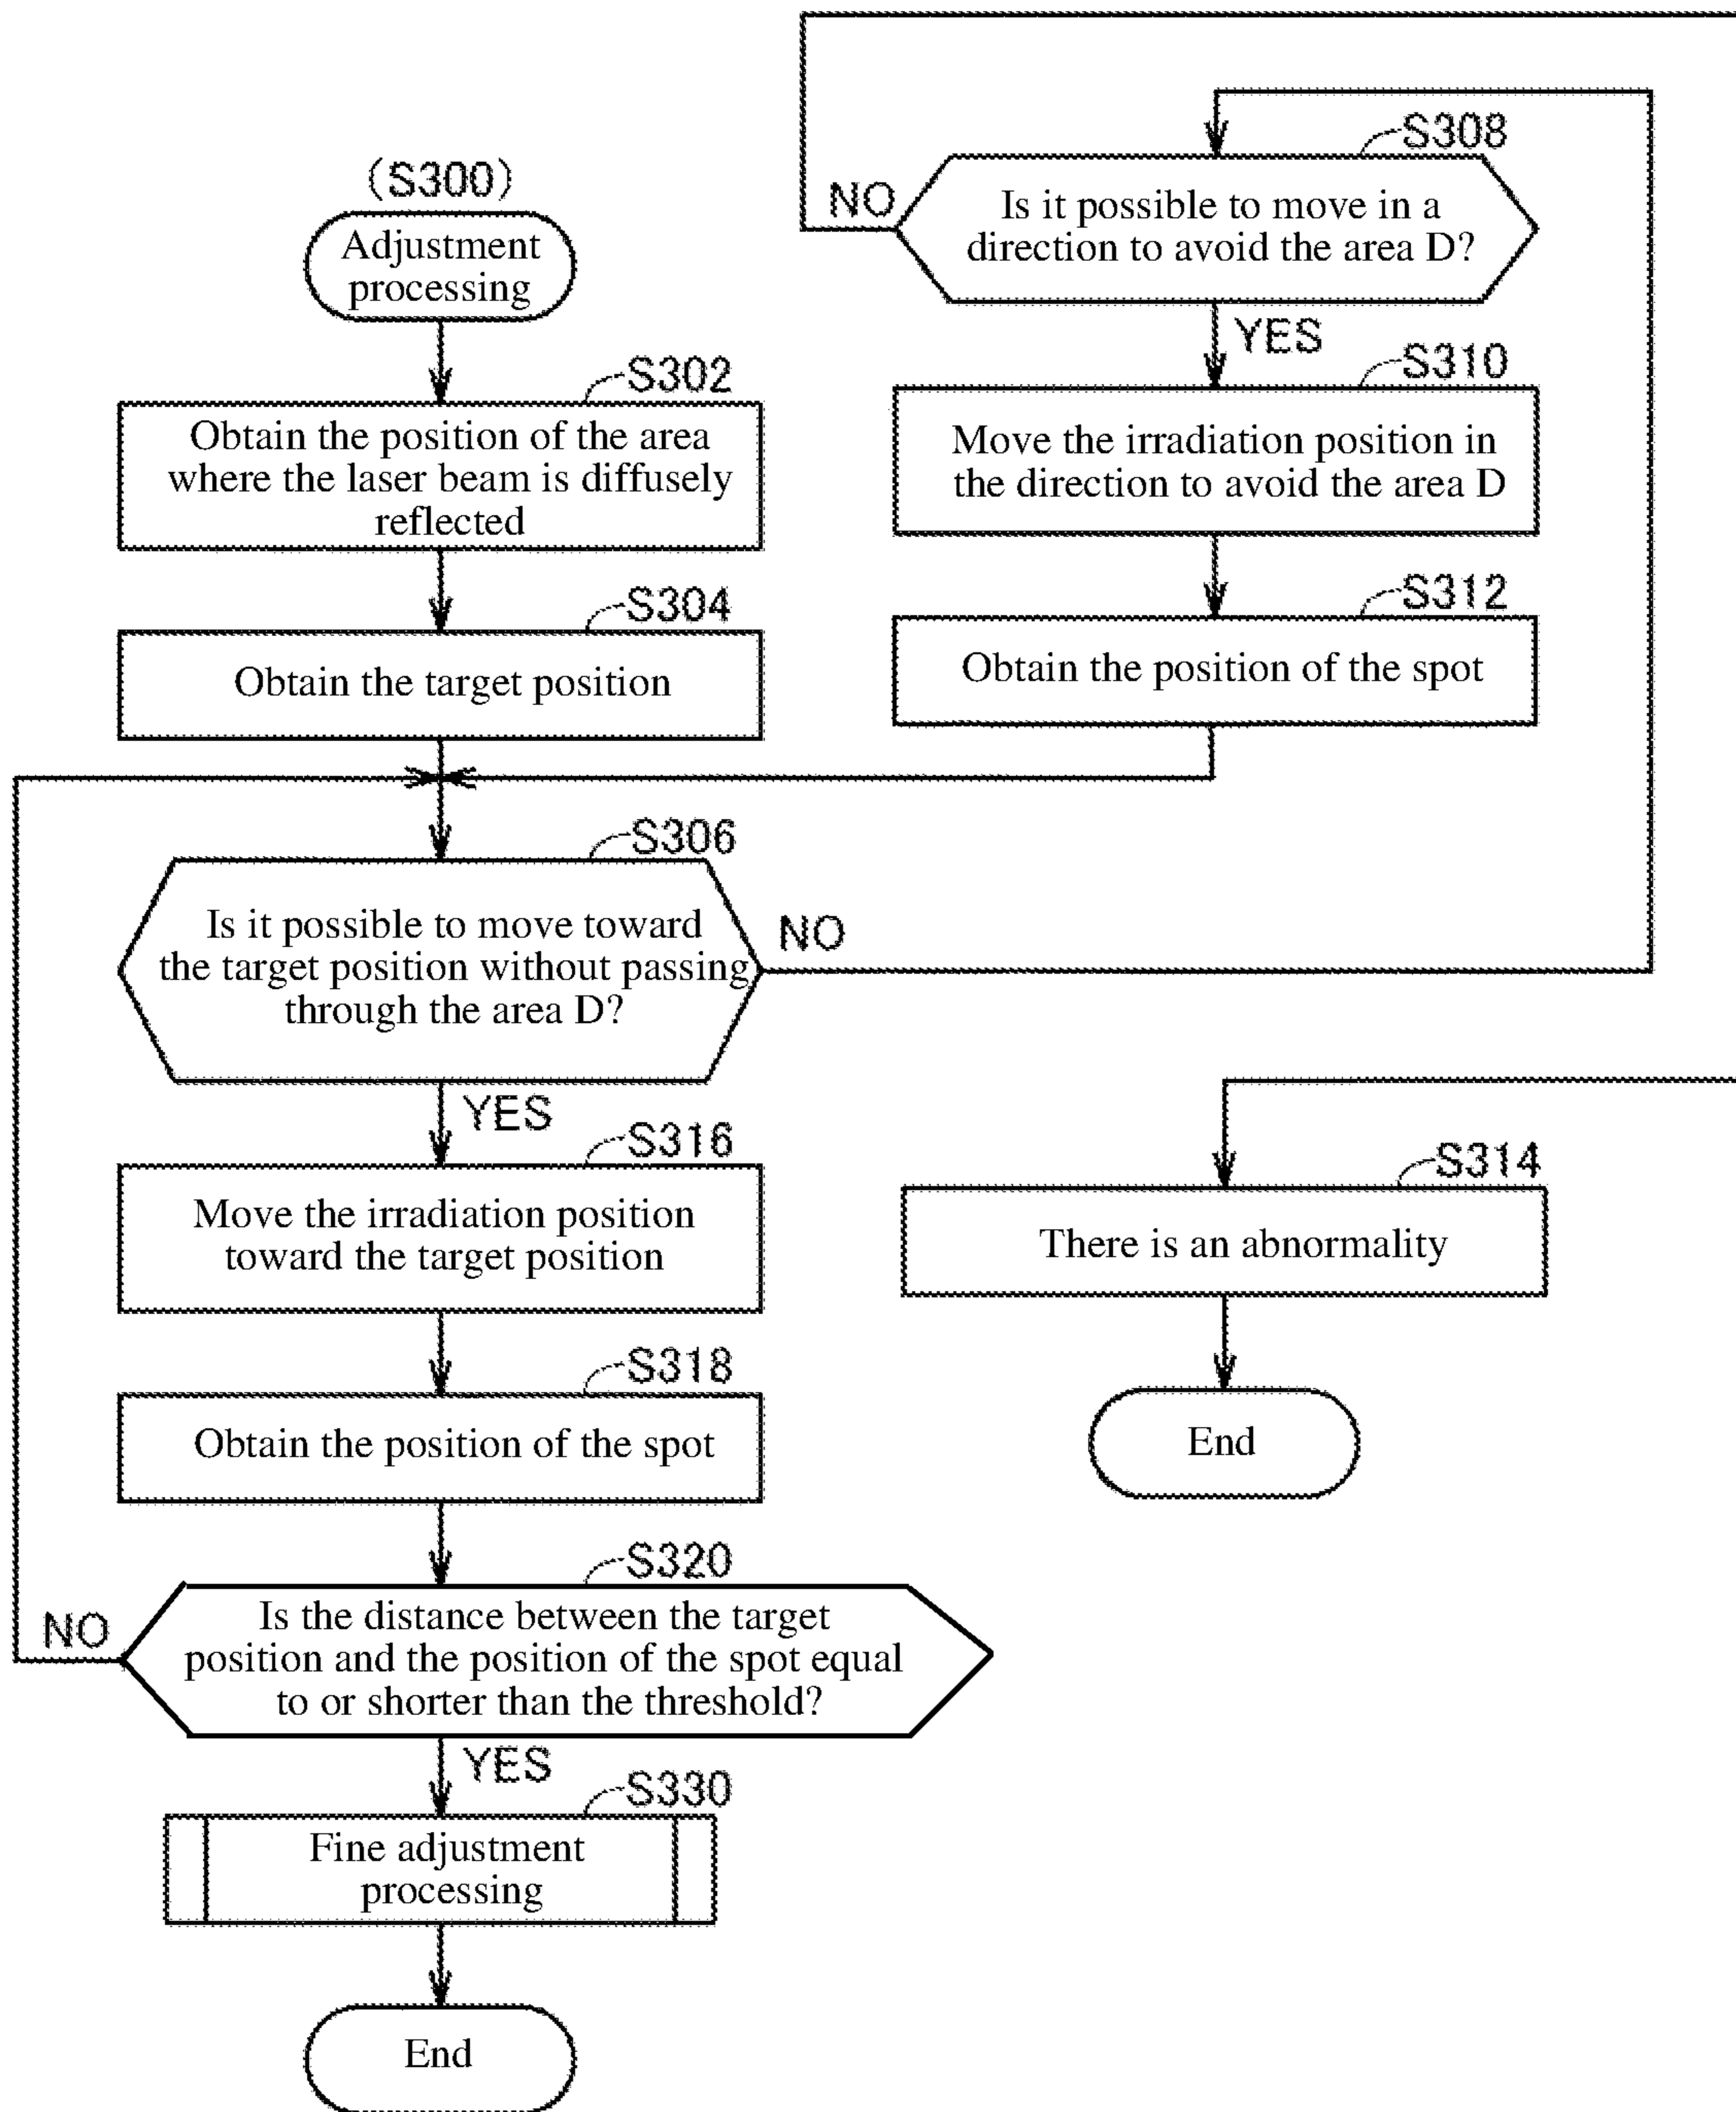 (S300)
Adjustment
processing
S302
Obtain the position of the area
where the laser beam is diffusely
reflected
S304
Obtain the target position
S306
Is it possible to move toward
the target position without passing
through the area D?
NO
YES
S316
Move the irradiation position
toward the target position
S318
Obtain the position of the spot
S320
Is the distance between the target
position and the position of the spot equal
to or shorter than the threshold?
NO
YES
S330
Fine adjustment
processing
End
S308
Is it possible to move in a
direction to avoid the area D?
NO
YES
S310
Move the irradiation position in
the direction to avoid the area D
S312
Obtain the position of the spot
S314
There is an abnormality
End